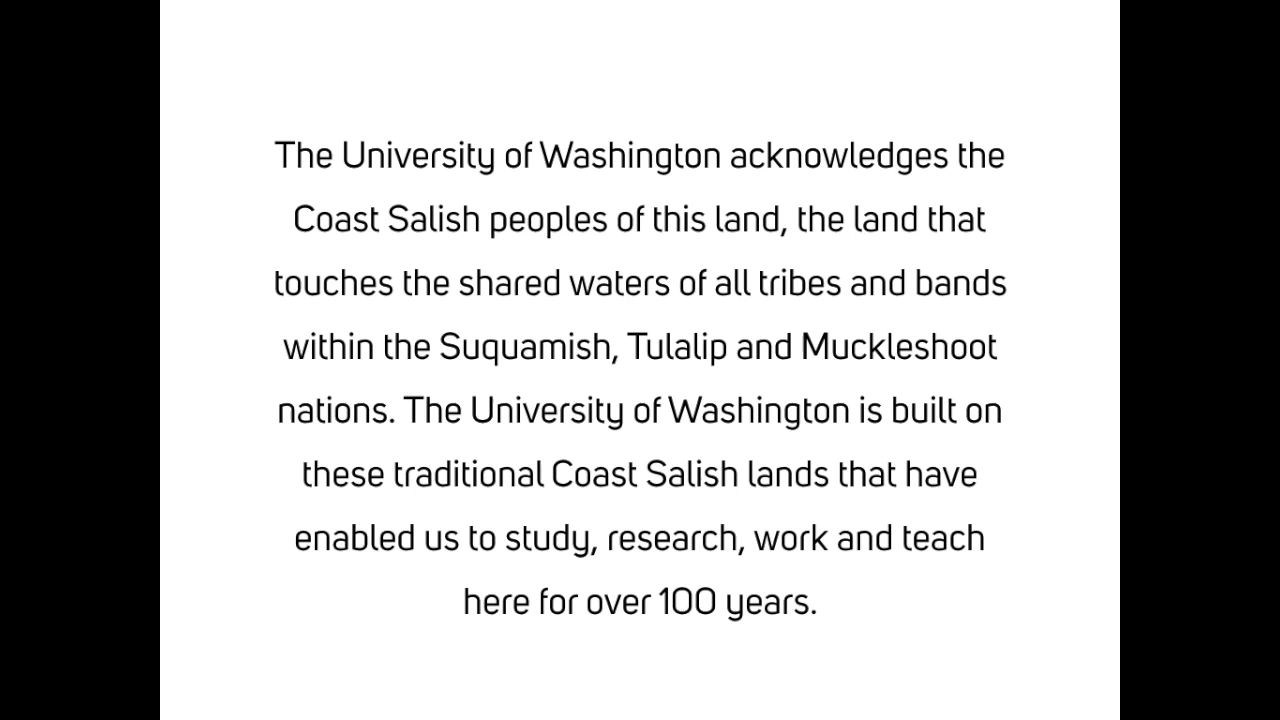 The University of Washington acknowledges the
Coast Salish peoples of this land, the land that
touches the shared waters of all tribes and bands
within the Suquamish, Tulalip and Muckleshoot
nations. The University of Washington is built on
these traditional Coast Salish lands that have
enabled us to study, research, work and teach
here for over 100 years.